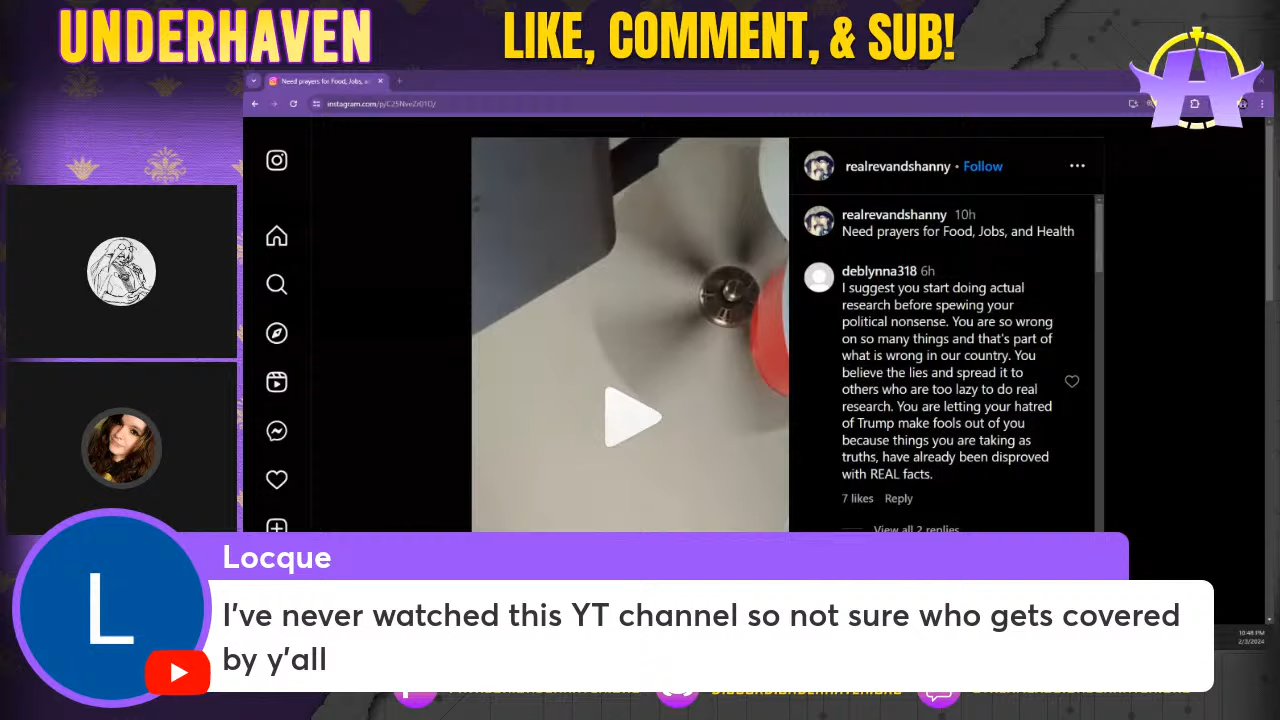 UNDERHAVEN
LIKE, COMMENT, & SUB!
Need prayers for Food, Jobs, an
instagram.com/p/C25NlveZr01D/
realrevandshanny • Follow
realrevandshanny 10h
Need prayers for Food, Jobs, and Health
deblynna318 6h
I suggest you start doing actual
research before spewing your
political nonsense. You are so wrong
on so many things and that's part of
what is wrong in our country. You
believe the lies and spread it to
others who are too lazy to do real
research. You are letting your hatred
of Trump make fools out of you
because things you are taking as
truths, have already been disproved
with REAL facts.
7 likes Reply
View all 2 replies
L
Locque
I've never watched this YT channel so not sure who gets covered
by y'all
10:48 PM
2/3/2024